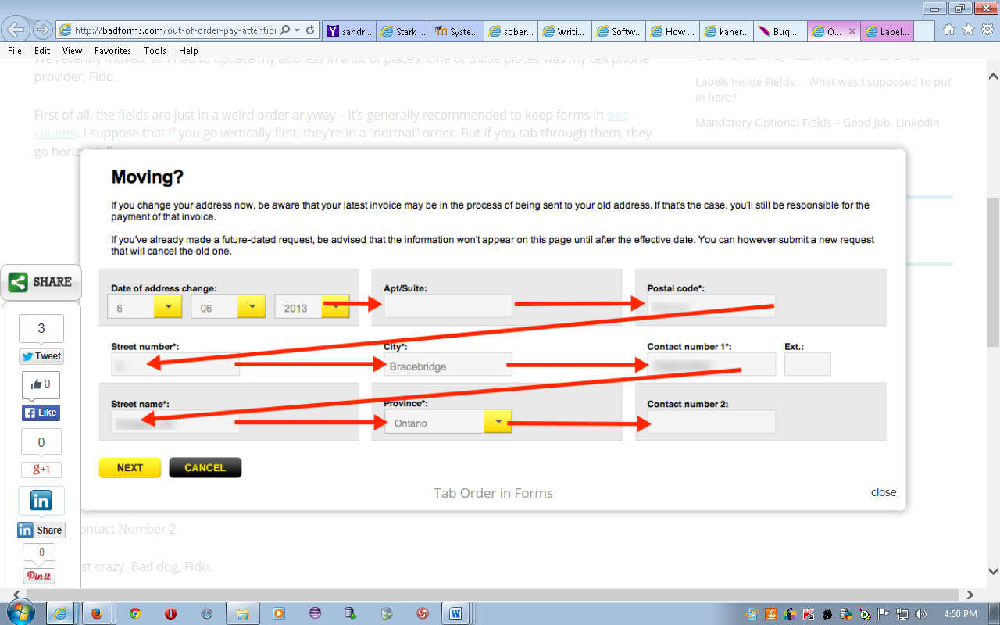 http://badforms.com/out-of-order-pay-attention
sandr...
Stark ...
Syste...
sober...
Writi...
Softw...
How ...
kaner...
Bug ...
O...
Label...
File Edit View Favorites Tools Help
We recently moved, so I had to update my address in a lot of places. One of those places was my cell phone
provider, Fido.
First of all, the fields are just in a weird order anyway – it's generally recommended to keep forms in one
column. I suppose that if you go vertically first, they're in a “normal” order. But if you tab through them, they
go horizontally
Labels Inside Fields... What was I supposed to put
in here?
Mandatory Optional Fields – Good Job, LinkedIn
Moving?
If you change your address now, be aware that your latest invoice may be in the process of being sent to your old address. If that's the case, you'll still be responsible for the
payment of that invoice.
If you've already made a future-dated request, be advised that the information won't appear on this page until after the effective date. You can however submit a new request
that will cancel the old one.
Date of address change:
6 06 2013
Apt/Suite:
Postal code*:
Street number*:
City*:
Bracebridge
Contact number 1*:
Ext.:
Street name*:
Province*:
Ontario
Contact number 2:
NEXT CANCEL
Tab Order in Forms
close
SHARE
3
Tweet
0
Like
0
g+1
in
in Share
0
Pin it
ontact Number 2
st crazy. Bad dog, Fido.
4:50 PM